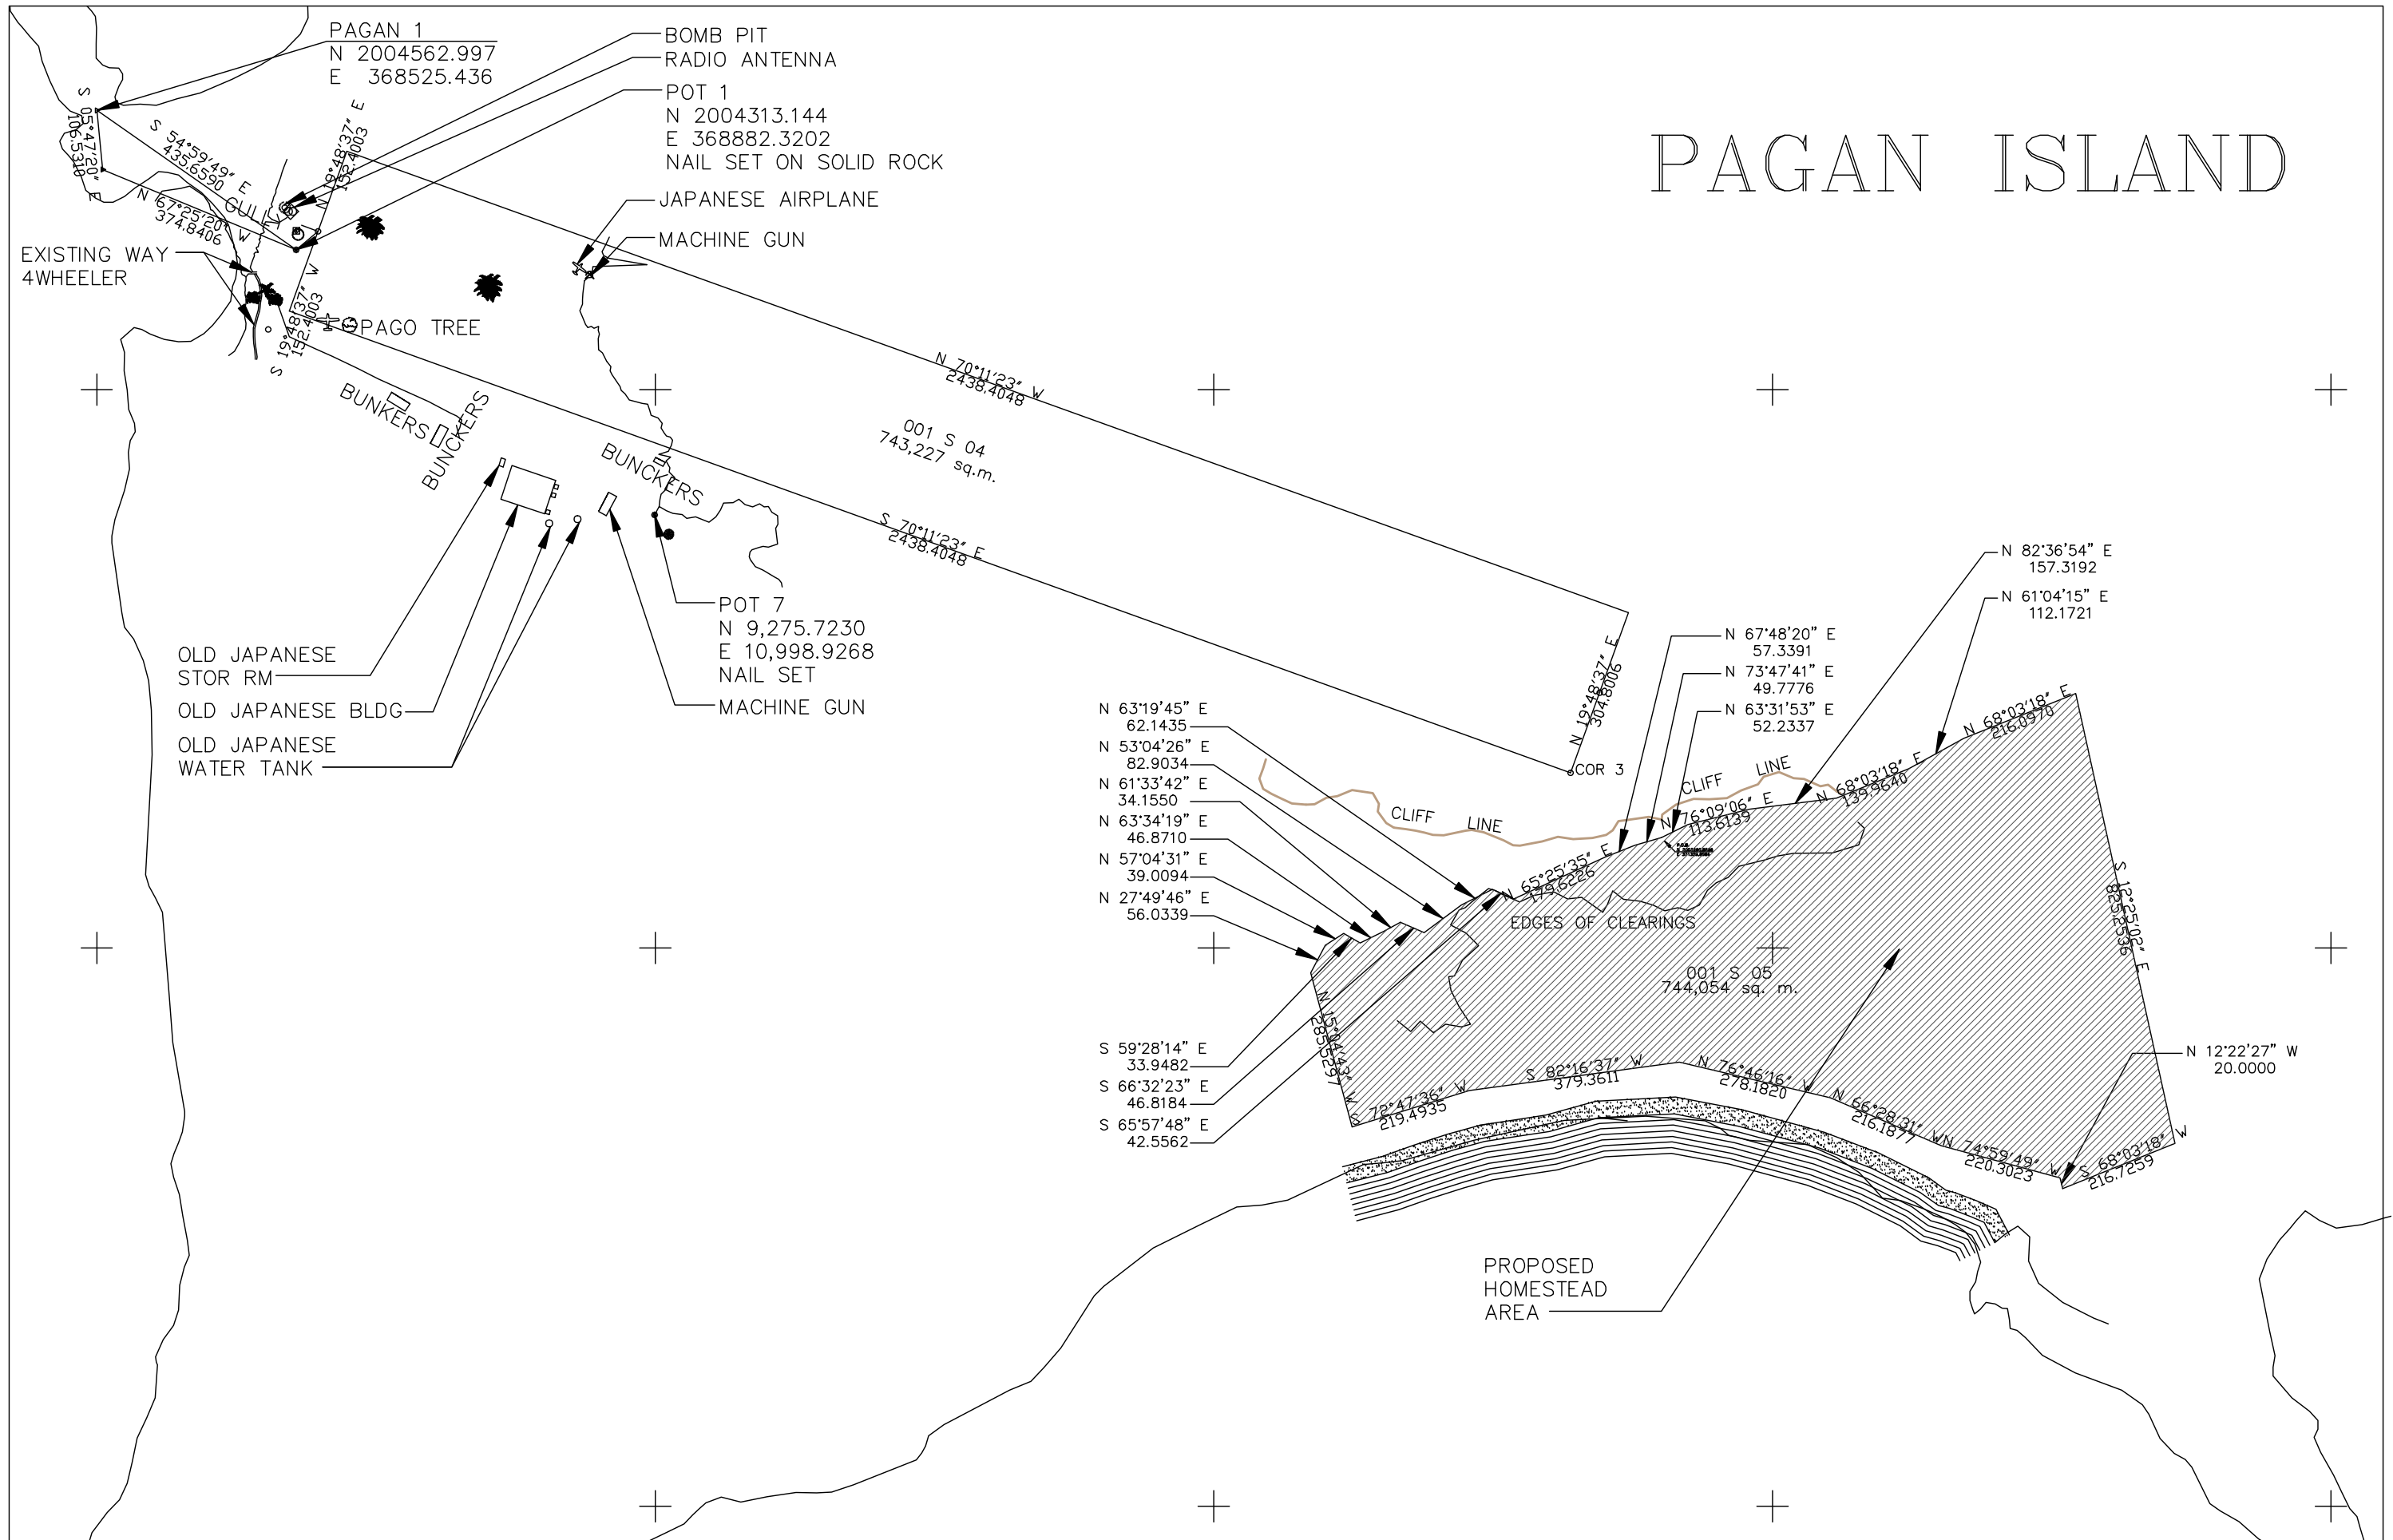 PAGAN ISLAND
PAGAN 1
N 2004562.997
E 368525.436
BOMB PIT
RADIO ANTENNA
POT 1
N 2004313.144
E 368882.3202
NAIL SET ON SOLID ROCK
JAPANESE AIRPLANE
MACHINE GUN
S 05°47'20" E
106.5310
S 54°59'49" E
435.6590
N 67°25'20" W
374.8406
GULLY
N 19°48'37" E
152.4003
EXISTING WAY
4WHEELER
S 19°48'37" W
152.4003
PAGO TREE
BUNKERS
BUNCKERS
BUNCKERS
N 70°11'23" W
2438.4048
001 S 04
743,227 sq.m.
S 70°11'23" E
2438.4048
N 19°48'37" E
304.8006
COR 3
POT 7
N 9,275.7230
E 10,998.9268
NAIL SET
MACHINE GUN
OLD JAPANESE
STOR RM
OLD JAPANESE BLDG
OLD JAPANESE
WATER TANK
N 82°36'54" E
157.3192
N 61°04'15" E
112.1721
N 67°48'20" E
57.3391
N 73°47'41" E
49.7776
N 63°31'53" E
52.2337
N 63°19'45" E
62.1435
N 53°04'26" E
82.9034
N 61°33'42" E
34.1550
N 63°34'19" E
46.8710
N 57°04'31" E
39.0094
N 27°49'46" E
56.0339
CLIFF LINE
CLIFF LINE
N 65°25'35" E
179.6226
N 76°09'06" E
113.6139
N 68°03'18" E
139.9640
N 68°03'18" E
216.0970
S 12°25'02" E
825.2536
EDGES OF CLEARINGS
001 S 05
744,054 sq. m.
N 15°04'43" W
285.5297
S 59°28'14" E
33.9482
S 66°32'23" E
46.8184
S 65°57'48" E
42.5562
S 72°47'36" W
219.4935
S 82°16'37" W
379.3611
N 76°46'16" W
278.1820
N 66°28'31" W
216.1877
N 74°59'49" W
220.3023
S 68°03'18" W
216.7259
N 12°22'27" W
20.0000
PROPOSED
HOMESTEAD
AREA